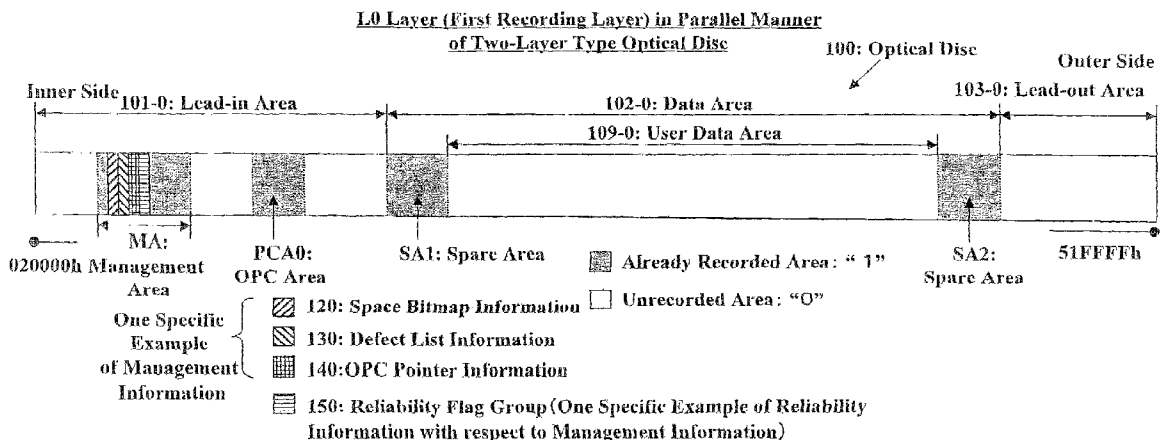 L0 Layer (First Recording Layer) in Parallel Manner
of Two-Layer Type Optical Disc
100: Optical Disc
Inner Side
Outer Side
101-0: Lead-in Area
102-0: Data Area
103-0: Lead-out Area
109-0: User Data Area
020000h
MA:
Management
Area
PCA0:
OPC Area
SA1: Spare Area
SA2:
Spare Area
51FFFFh
Already Recorded Area: “ 1”
Unrecorded Area: “0”
One Specific
Example
of Management
Information
120: Space Bitmap Information
130: Defect List Information
140:OPC Pointer Information
150: Reliability Flag Group(One Specific Example of Reliability
Information with respect to Management Information)